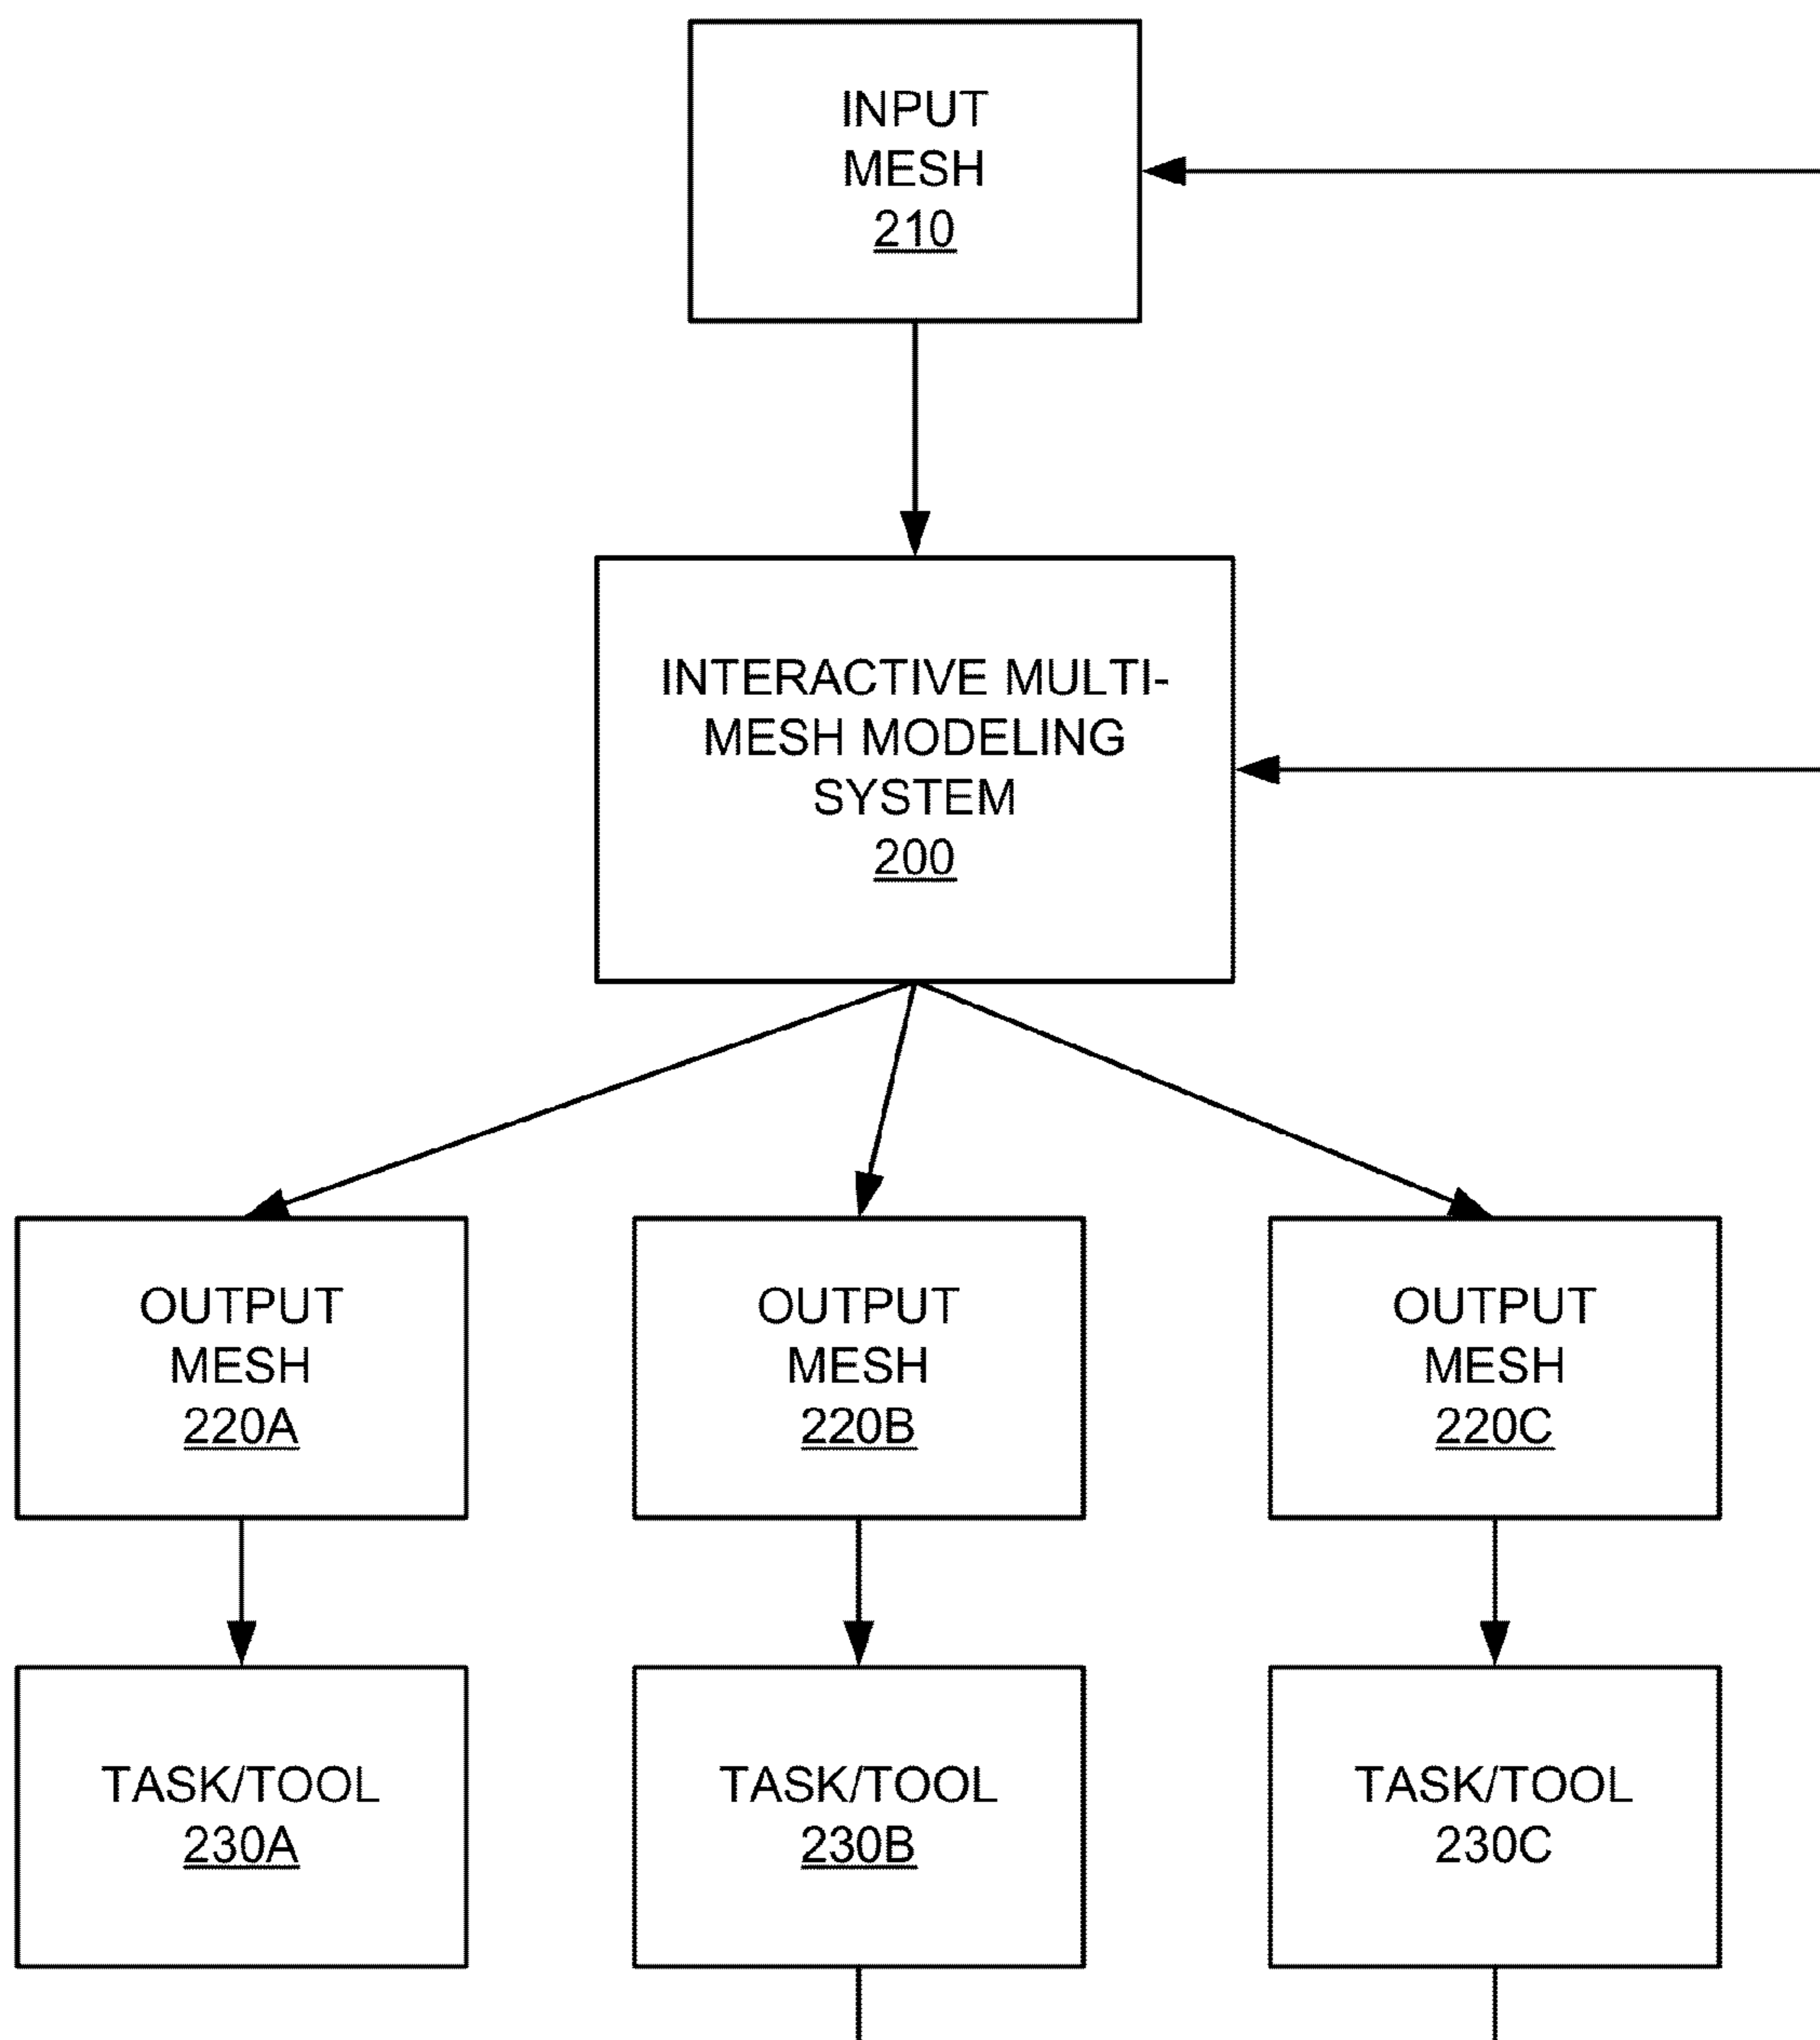 INPUT
MESH
210
INTERACTIVE MULTI-
MESH MODELING
SYSTEM
200
OUTPUT
MESH
220A
OUTPUT
MESH
220B
OUTPUT
MESH
220C
TASK/TOOL
230A
TASK/TOOL
230B
TASK/TOOL
230C